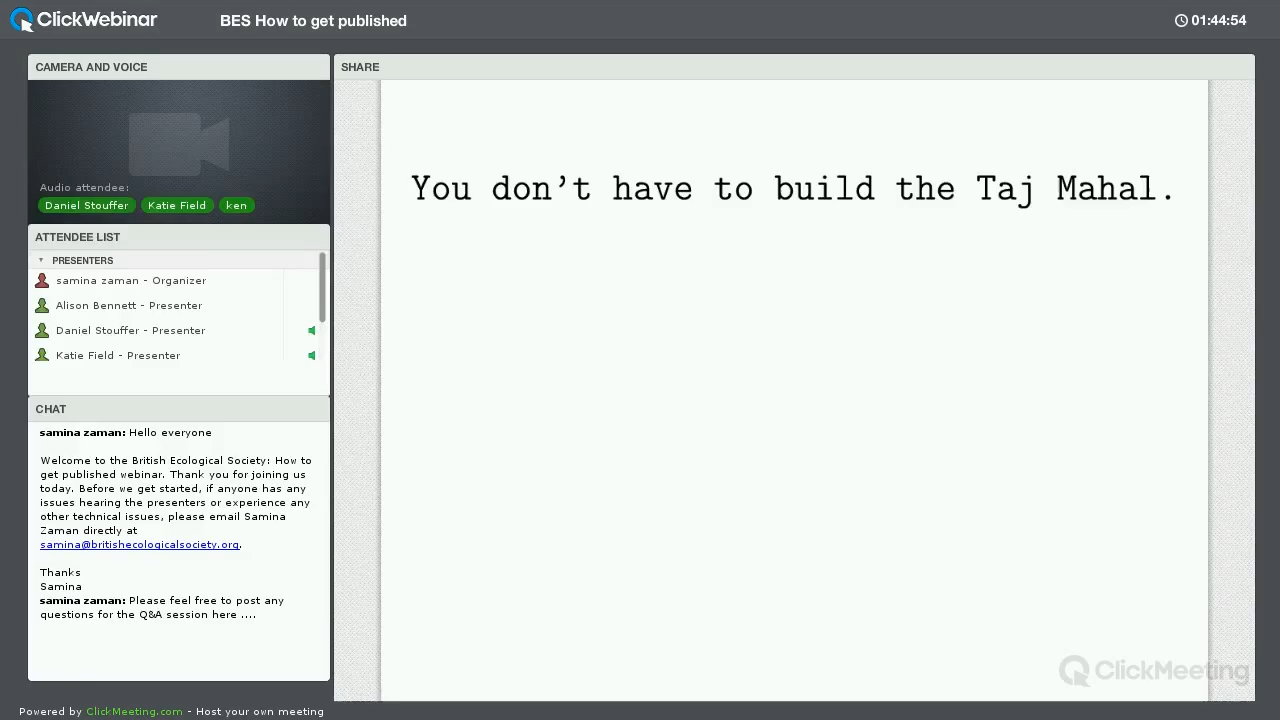 ClickWebinar
BES How to get published
01:44:54
CAMERA AND VOICE
Audio attendee:
Daniel Stouffer Katie Field ken
ATTENDEE LIST
PRESENTERS
samina zaman - Organizer
Alison Bennett - Presenter
Daniel Stouffer - Presenter
Katie Field - Presenter
CHAT
samina zaman: Hello everyone
Welcome to the British Ecological Society: How to
get published webinar. Thank you for joining us
today. Before we get started, if anyone has any
issues hearing the presenters or experience any
other technical issues, please email Samina
Zaman directly at
samina@britishecologicalsociety.org.
Thanks
Samina
samina zaman: Please feel free to post any
questions for the Q&A session here ....
SHARE
You don't have to build the Taj Mahal.
ClickMeeting
Powered by ClickMeeting.com - Host your own meeting